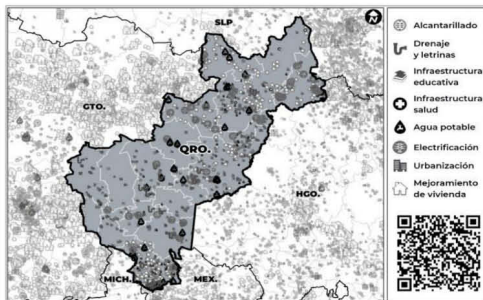 SLP
GTO.
QRO.
HGO.
MICH.
MEX.
Alcantarillado
Drenaje
y letrinas
Infraestructura
educativa
Infraestructura
salud
Agua potable
Electrificación
Urbanización
Mejoramiento
de vivienda